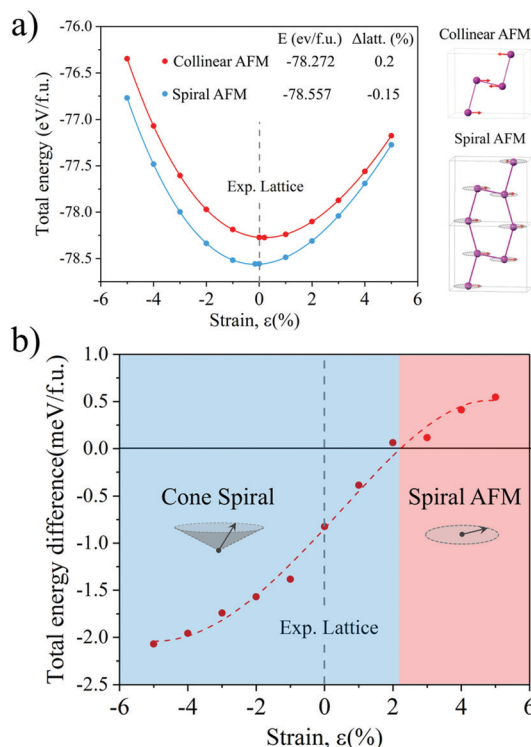 a)
E (ev/f.u.) Δlatt. (%)
Collinear AFM -78.272 0.2
Spiral AFM -78.557 -0.15
Exp. Lattice
Total energy (eV/f.u.)
-76.0
-76.5
-77.0
-77.5
-78.0
-78.5
-6 -4 -2 0 2 4 6
Strain, ε(%)
Collinear AFM
Spiral AFM
b)
Total energy difference(meV/f.u.)
1.0
0.5
0.0
-0.5
-1.0
-1.5
-2.0
-2.5
Cone Spiral
Spiral AFM
Exp. Lattice
-6 -4 -2 0 2 4 6
Strain, ε(%)